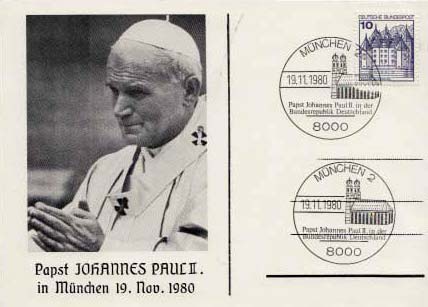 Papst JOHANNES PAUL II.
in München 19. Nov. 1980
10
DEUTSCHE BUNDESPOST
MÜNCHEN 2
19.11.1980
Papst Johannes Paul II. in der
Bundesrepublik Deutschland
8000
MÜNCHEN 2
19.11.1980
Papst Johannes Paul II. in der
Bundesrepublik Deutschland
8000